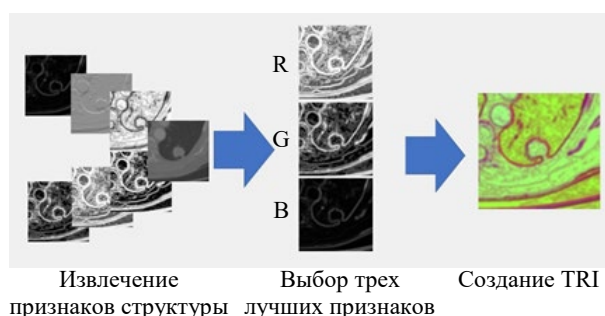 R
G
B
Извлечение признаков структуры
Выбор трех лучших признаков
Создание TRI